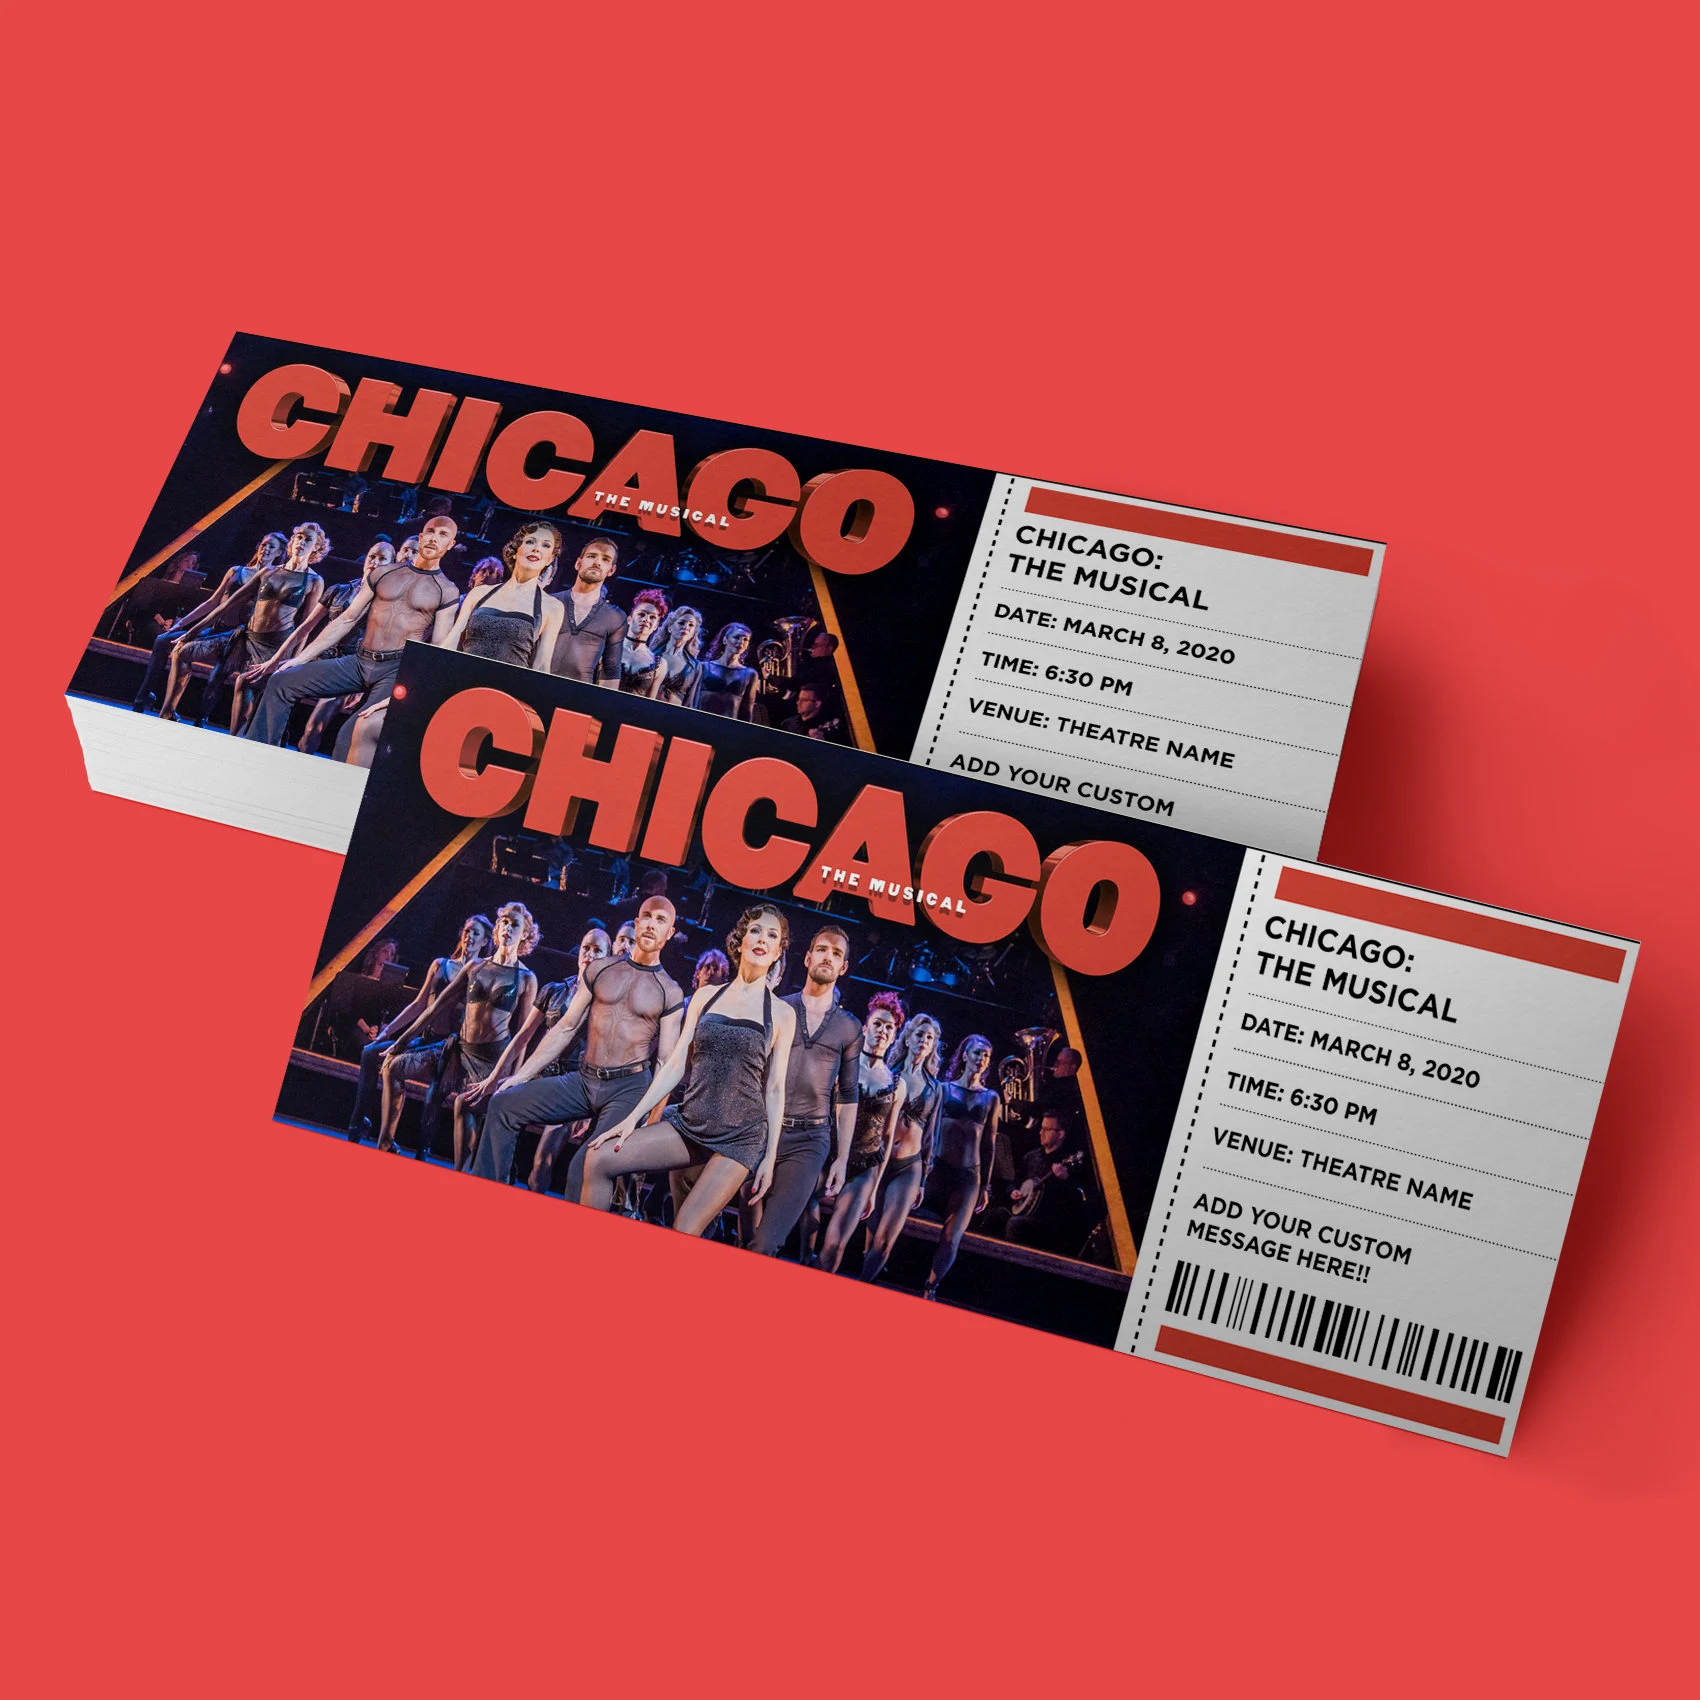 CHICAGO
THE MUSICAL
CHICAGO:
THE MUSICAL
DATE: MARCH 8, 2020
TIME: 6:30 PM
VENUE: THEATRE NAME
ADD YOUR CUSTOM
CHICAGO
THE MUSICAL
CHICAGO:
THE MUSICAL
DATE: MARCH 8, 2020
TIME: 6:30 PM
VENUE: THEATRE NAME
ADD YOUR CUSTOM
MESSAGE HERE!!